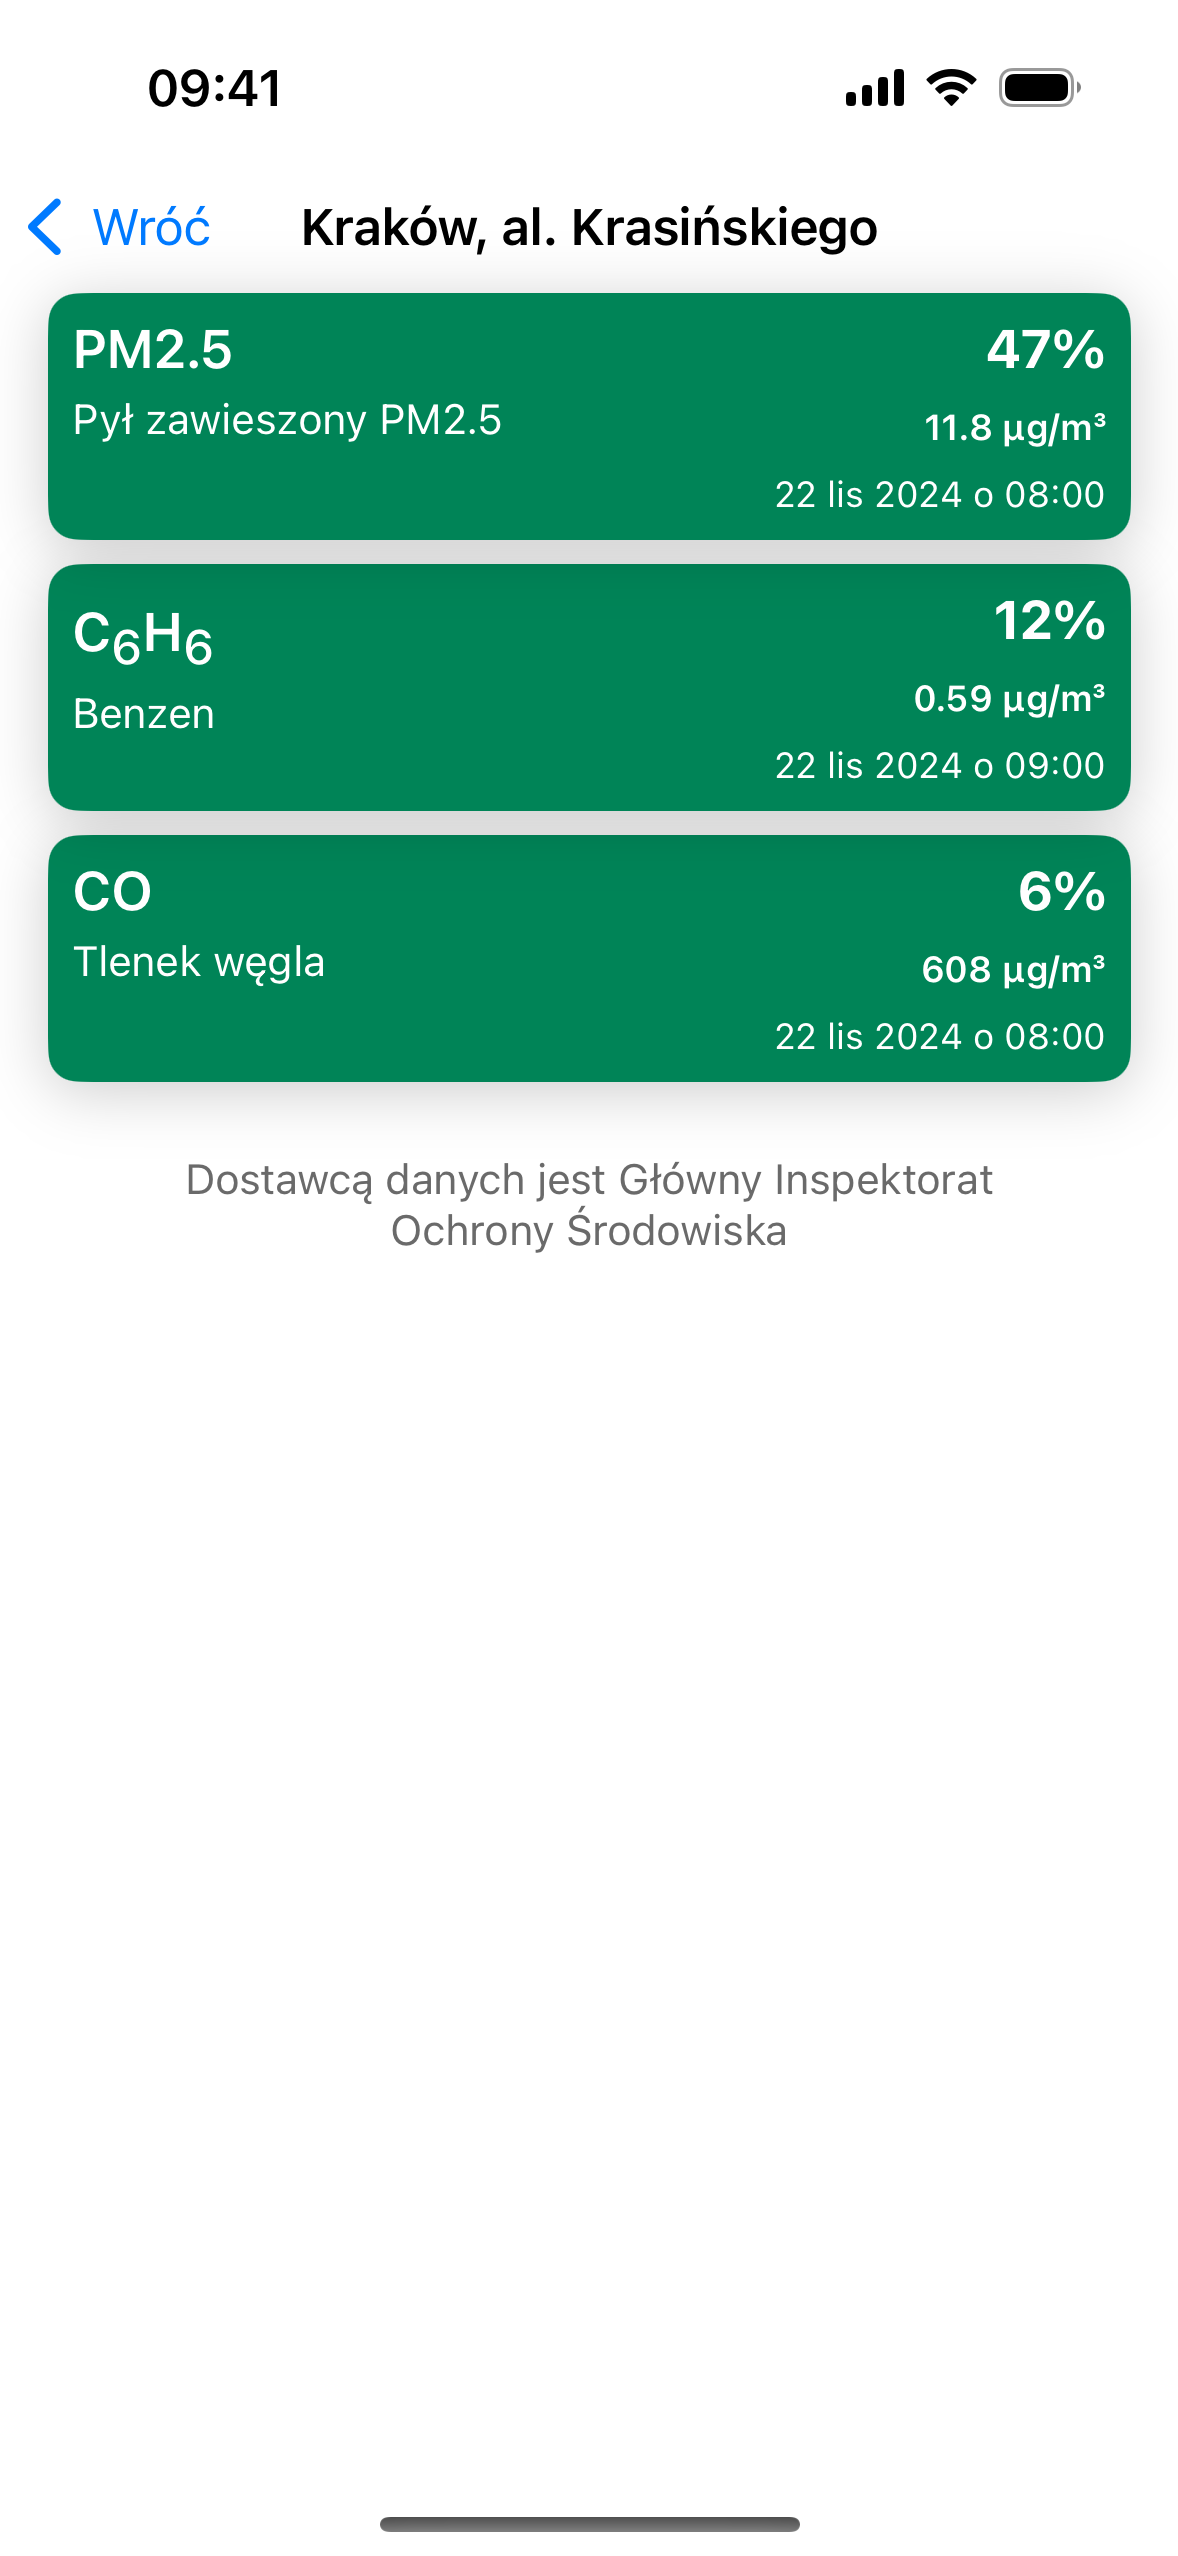 09:41
Wróć
Kraków, al. Krasińskiego
PM2.5
47%
Pył zawieszony PM2.5
11.8 µg/m³
22 lis 2024 o 08:00
C₆H₆
12%
Benzen
0.59 µg/m³
22 lis 2024 o 09:00
CO
6%
Tlenek węgla
608 µg/m³
22 lis 2024 o 08:00
Dostawcą danych jest Główny Inspektorat
Ochrony Środowiska